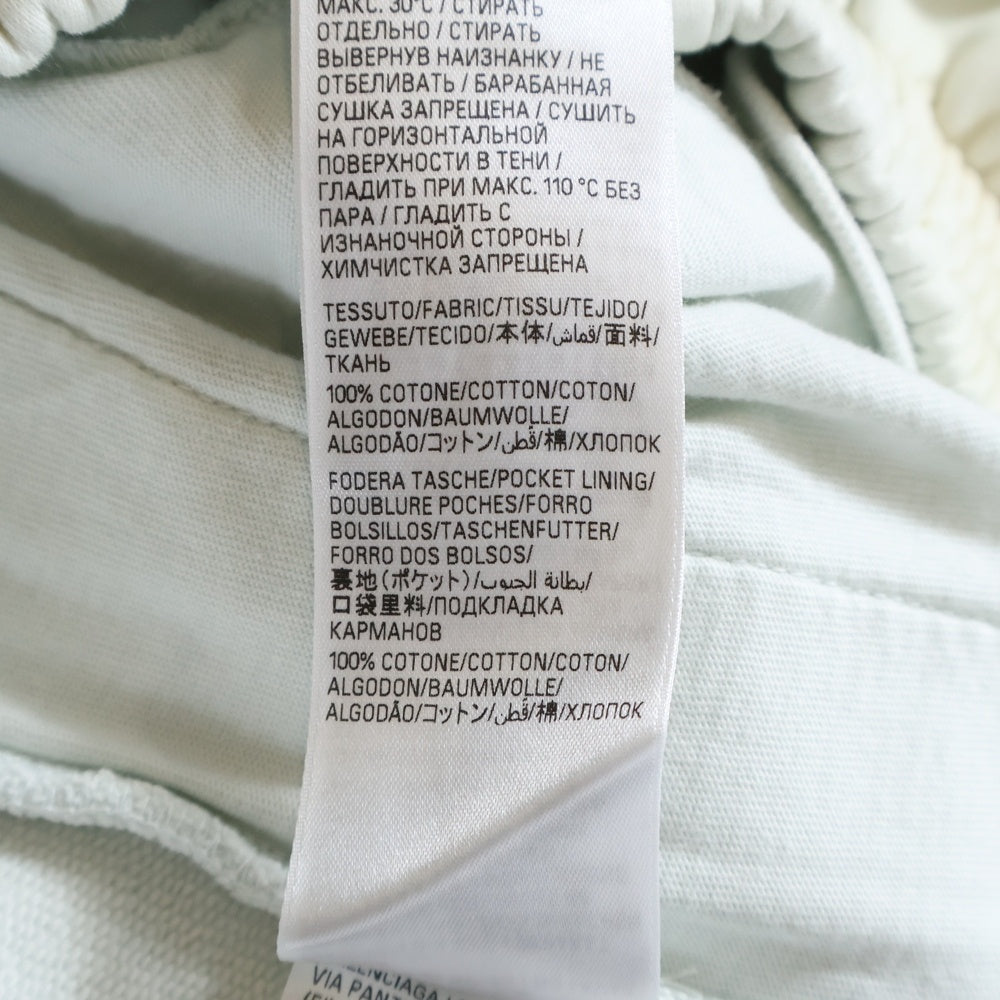 МАКС. 30°C / СТИРАТЬ
ОТДЕЛЬНО / СТИРАТЬ
ВЫВЕРНУВ НАИЗНАНКУ / НЕ
ОТБЕЛИВАТЬ / БАРАБАННАЯ
СУШКА ЗАПРЕЩЕНА / СУШИТЬ
НА ГОРИЗОНТАЛЬНОЙ
ПОВЕРХНОСТИ В ТЕНИ /
ГЛАДИТЬ ПРИ МАКС. 110 °C БЕЗ
ПАРА / ГЛАДИТЬ С
ИЗНАНОЧНОЙ СТОРОНЫ /
ХИМЧИСТКА ЗАПРЕЩЕНА
TESSUTO/FABRIC/TISSU/TEJIDO/
GEWEBE/TECIDO/本体/قماش/面料/
ТКАНЬ
100% COTONE/COTTON/COTON/
ALGODON/BAUMWOLLE/
ALGODÃO/コットン/قُطن/棉/ХЛОПОК
FODERA TASCHE/POCKET LINING/
DOUBLURE POCHES/FORRO
BOLSILLOS/TASCHENFUTTER/
FORRO DOS BOLSOS/
裏地(ポケット)/بطانة الجيوب/
口袋里料/ПОДКЛАДКА
КАРМАНОВ
100% COTONE/COTTON/COTON/
ALGODON/BAUMWOLLE/
ALGODÃO/コットン/قُطن/棉/ХЛОПОК
VIA